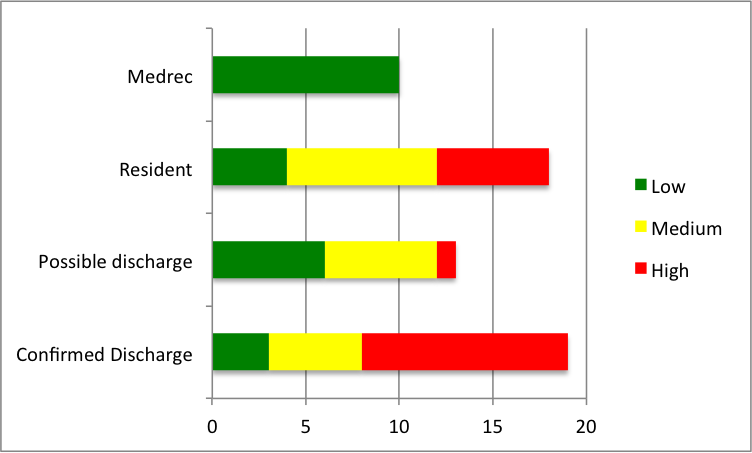 Medrec
Resident
Possible discharge
Confirmed Discharge
0 5 10 15 20
Low
Medium
High